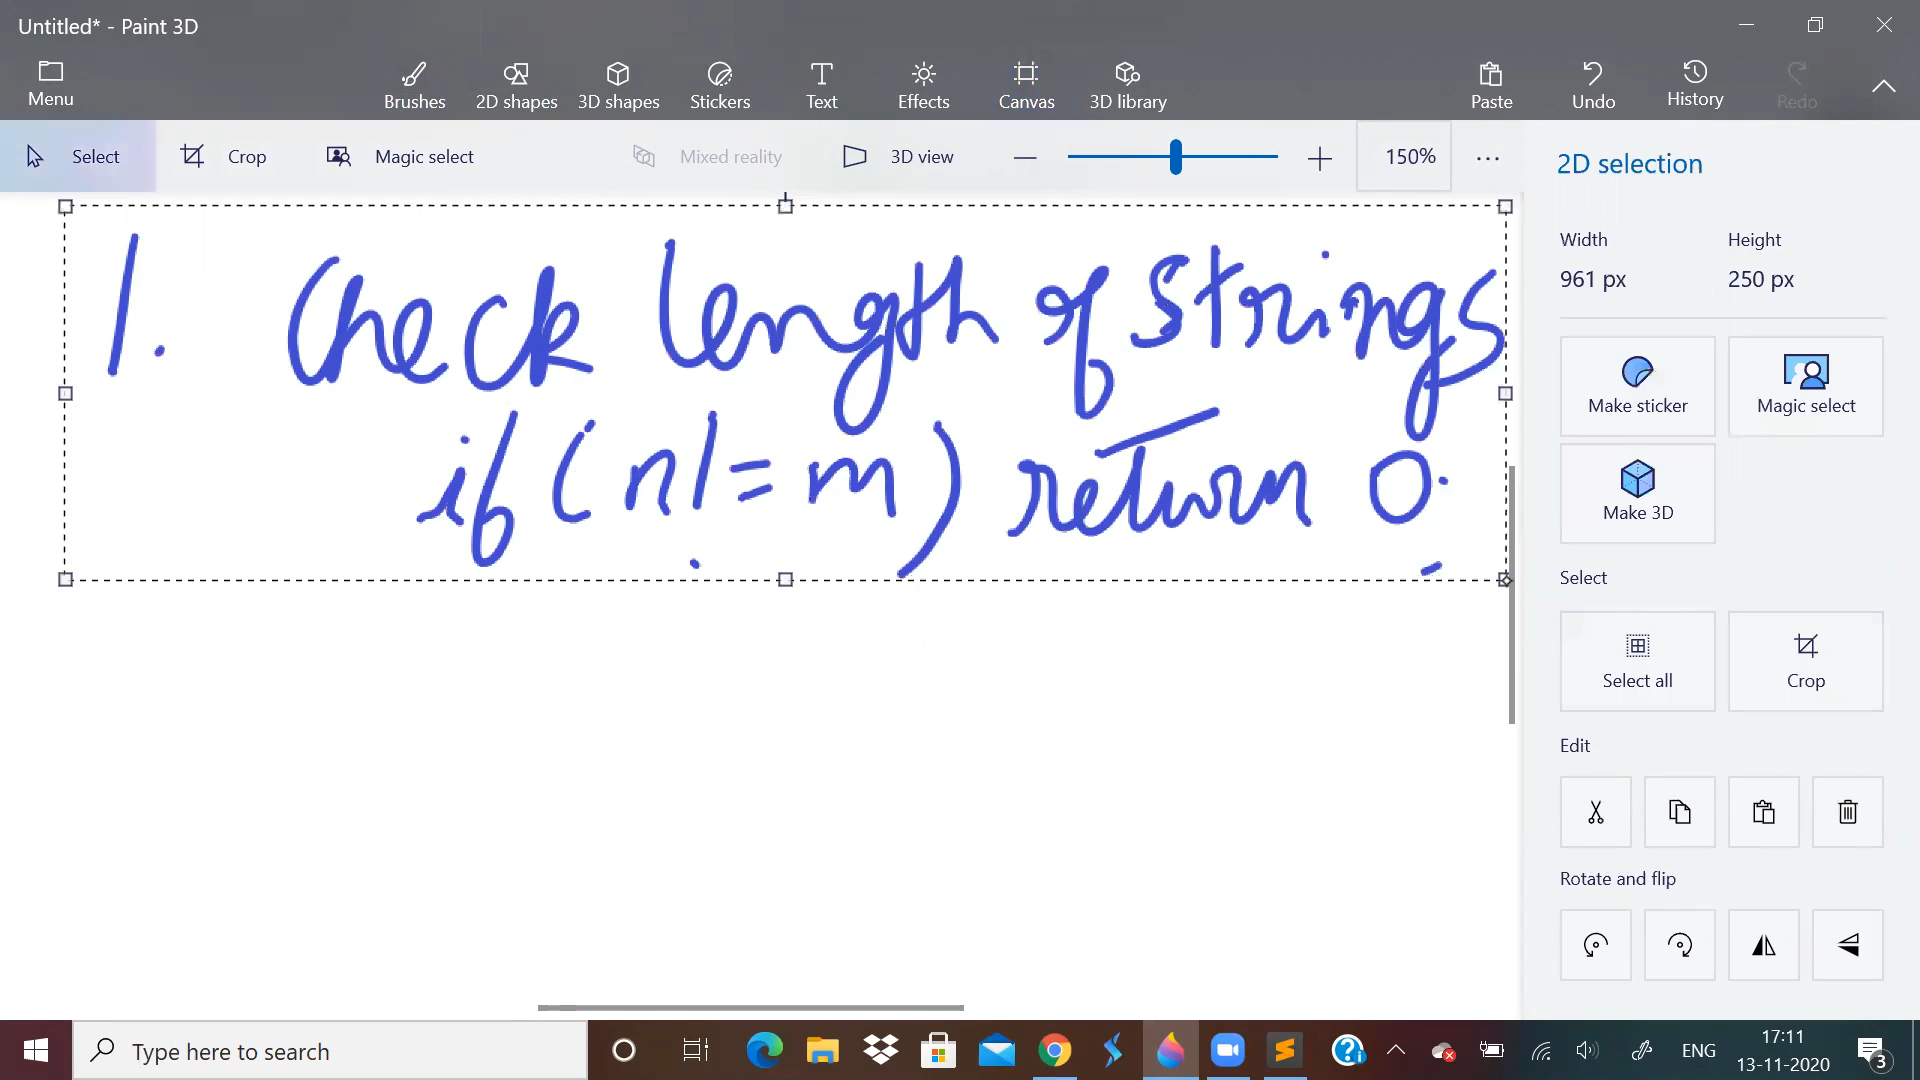 Untitled* - Paint 3D
Menu
Brushes
2D shapes
3D shapes
Stickers
Text
Effects
Canvas
3D library
Paste
Undo
History
Redo
Select
Crop
Magic select
Mixed reality
3D view
150%
1. Check length of strings
if (n != m) return 0;
2D selection
Width
Height
961 px
250 px
Make sticker
Magic select
Make 3D
Select
Select all
Crop
Edit
Rotate and flip
Type here to search
ENG
17:11
13-11-2020
3